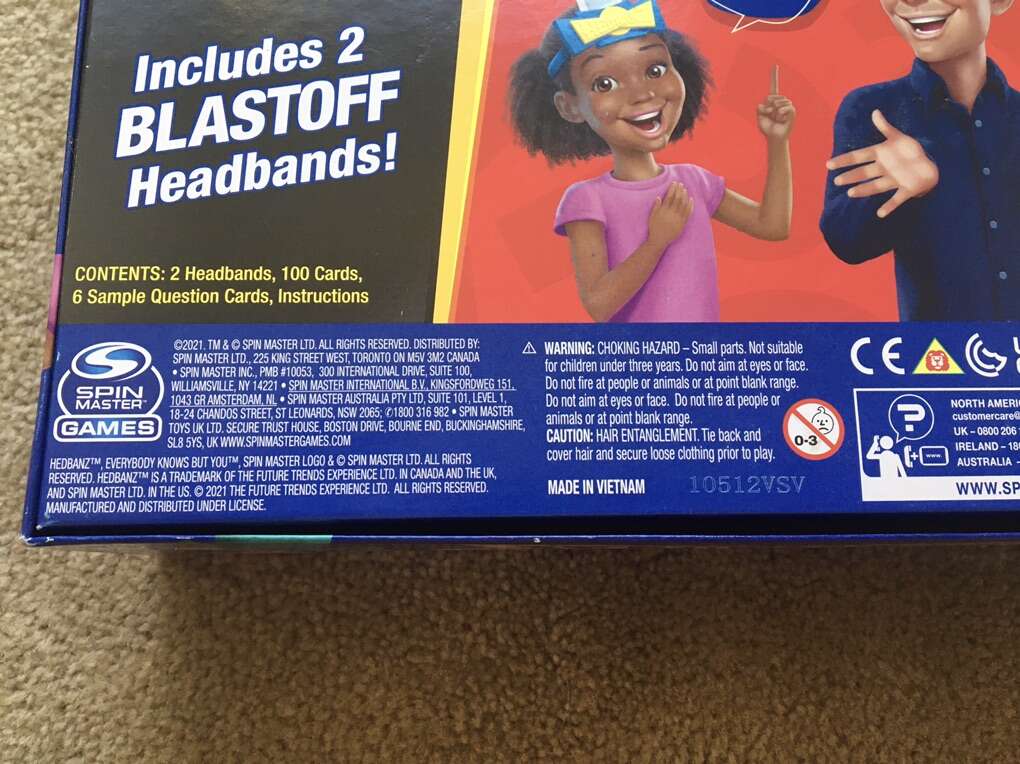 Includes 2
BLASTOFF
Headbands!
CONTENTS: 2 Headbands, 100 Cards,
6 Sample Question Cards, Instructions
SPIN
MASTER™
GAMES
©2021. TM & © SPIN MASTER LTD. ALL RIGHTS RESERVED. DISTRIBUTED BY:
SPIN MASTER LTD., 225 KING STREET WEST, TORONTO ON M5V 3M2 CANADA
• SPIN MASTER INC., PMB #10053, 300 INTERNATIONAL DRIVE, SUITE 100,
WILLIAMSVILLE, NY 14221 • SPIN MASTER INTERNATIONAL B.V., KINGSFORDWEG 151,
1043 GR AMSTERDAM, NL • SPIN MASTER AUSTRALIA PTY LTD, SUITE 101, LEVEL 1,
18-24 CHANDOS STREET, ST LEONARDS, NSW 2065; ✆1800 316 982 • SPIN MASTER
TOYS UK LTD. SECURE TRUST HOUSE, BOSTON DRIVE, BOURNE END, BUCKINGHAMSHIRE,
SL8 5YS, UK WWW.SPINMASTERGAMES.COM
HEDBANZ™, EVERYBODY KNOWS BUT YOU™, SPIN MASTER LOGO & © SPIN MASTER LTD. ALL RIGHTS
RESERVED. HEDBANZ™ IS A TRADEMARK OF THE FUTURE TRENDS EXPERIENCE LTD. IN CANADA AND THE UK,
AND SPIN MASTER LTD. IN THE US. © 2021 THE FUTURE TRENDS EXPERIENCE LTD. ALL RIGHTS RESERVED.
MANUFACTURED AND DISTRIBUTED UNDER LICENSE.
⚠ WARNING: CHOKING HAZARD – Small parts. Not suitable
for children under three years. Do not aim at eyes or face.
Do not fire at people or animals or at point blank range.
Do not aim at eyes or face. Do not fire at people or
animals or at point blank range.
CAUTION: HAIR ENTANGLEMENT. Tie back and
cover hair and secure loose clothing prior to play.
0-3
MADE IN VIETNAM
10512VSV
CE
?
www.
NORTH AMERIC
customercare@
UK - 0800 206
IRELAND - 18
AUSTRALIA -
WWW.SP